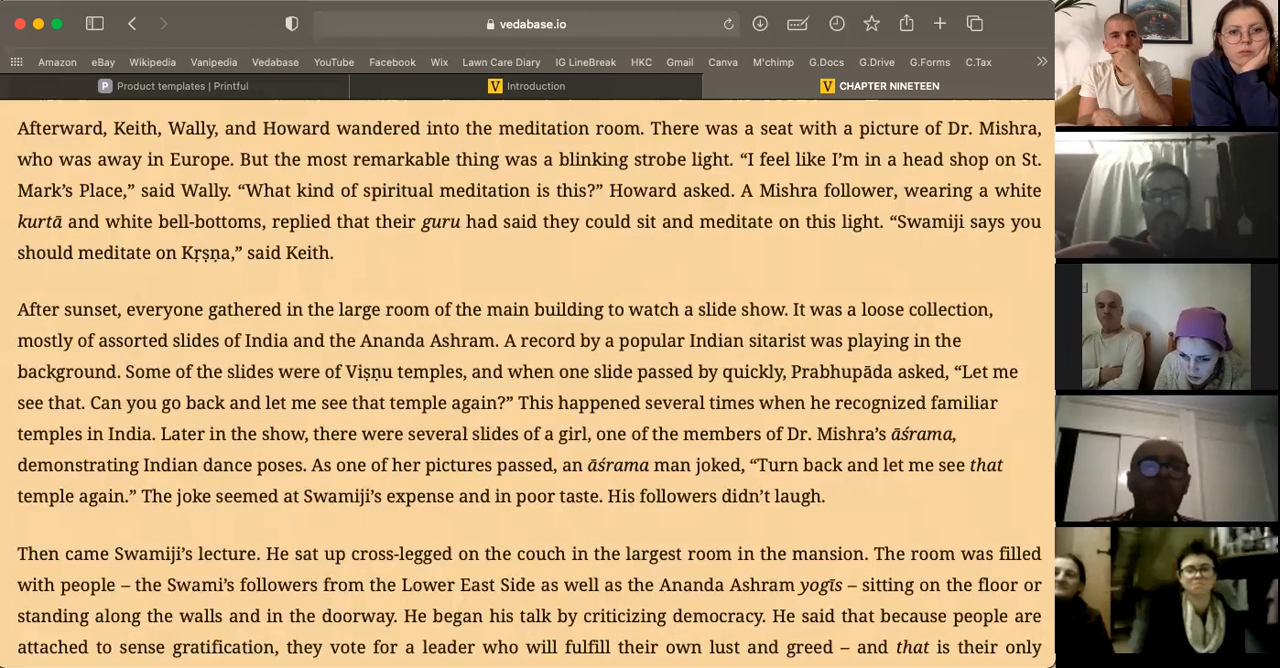 vedabase.io
Amazon eBay Wikipedia Vanipedia Vedabase YouTube Facebook Wix Lawn Care Diary IG LineBreak HKC Gmail Canva M'chimp G.Docs G.Drive G.Forms C.Tax
P Product templates | Printful V Introduction V CHAPTER NINETEEN
Afterward, Keith, Wally, and Howard wandered into the meditation room. There was a seat with a picture of Dr. Mishra,
who was away in Europe. But the most remarkable thing was a blinking strobe light. “I feel like I’m in a head shop on St.
Mark’s Place,” said Wally. “What kind of spiritual meditation is this?” Howard asked. A Mishra follower, wearing a white
kurtā and white bell-bottoms, replied that their guru had said they could sit and meditate on this light. “Swamiji says you
should meditate on Kṛṣṇa,” said Keith.
After sunset, everyone gathered in the large room of the main building to watch a slide show. It was a loose collection,
mostly of assorted slides of India and the Ananda Ashram. A record by a popular Indian sitarist was playing in the
background. Some of the slides were of Viṣṇu temples, and when one slide passed by quickly, Prabhupāda asked, “Let me
see that. Can you go back and let me see that temple again?” This happened several times when he recognized familiar
temples in India. Later in the show, there were several slides of a girl, one of the members of Dr. Mishra’s āśrama,
demonstrating Indian dance poses. As one of her pictures passed, an āśrama man joked, “Turn back and let me see that
temple again.” The joke seemed at Swamiji’s expense and in poor taste. His followers didn’t laugh.
Then came Swamiji’s lecture. He sat up cross-legged on the couch in the largest room in the mansion. The room was filled
with people – the Swami’s followers from the Lower East Side as well as the Ananda Ashram yogīs – sitting on the floor or
standing along the walls and in the doorway. He began his talk by criticizing democracy. He said that because people are
attached to sense gratification, they vote for a leader who will fulfill their own lust and greed – and that is their only